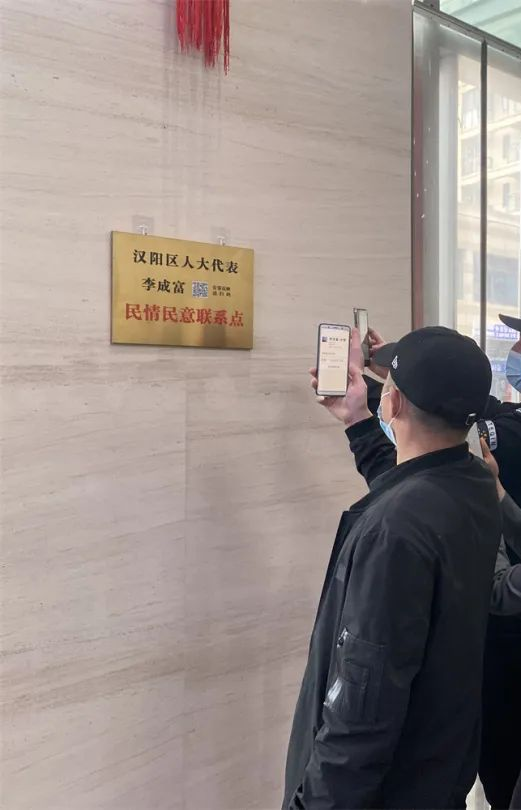 汉阳区人大代表
李成富
民情民意联系点